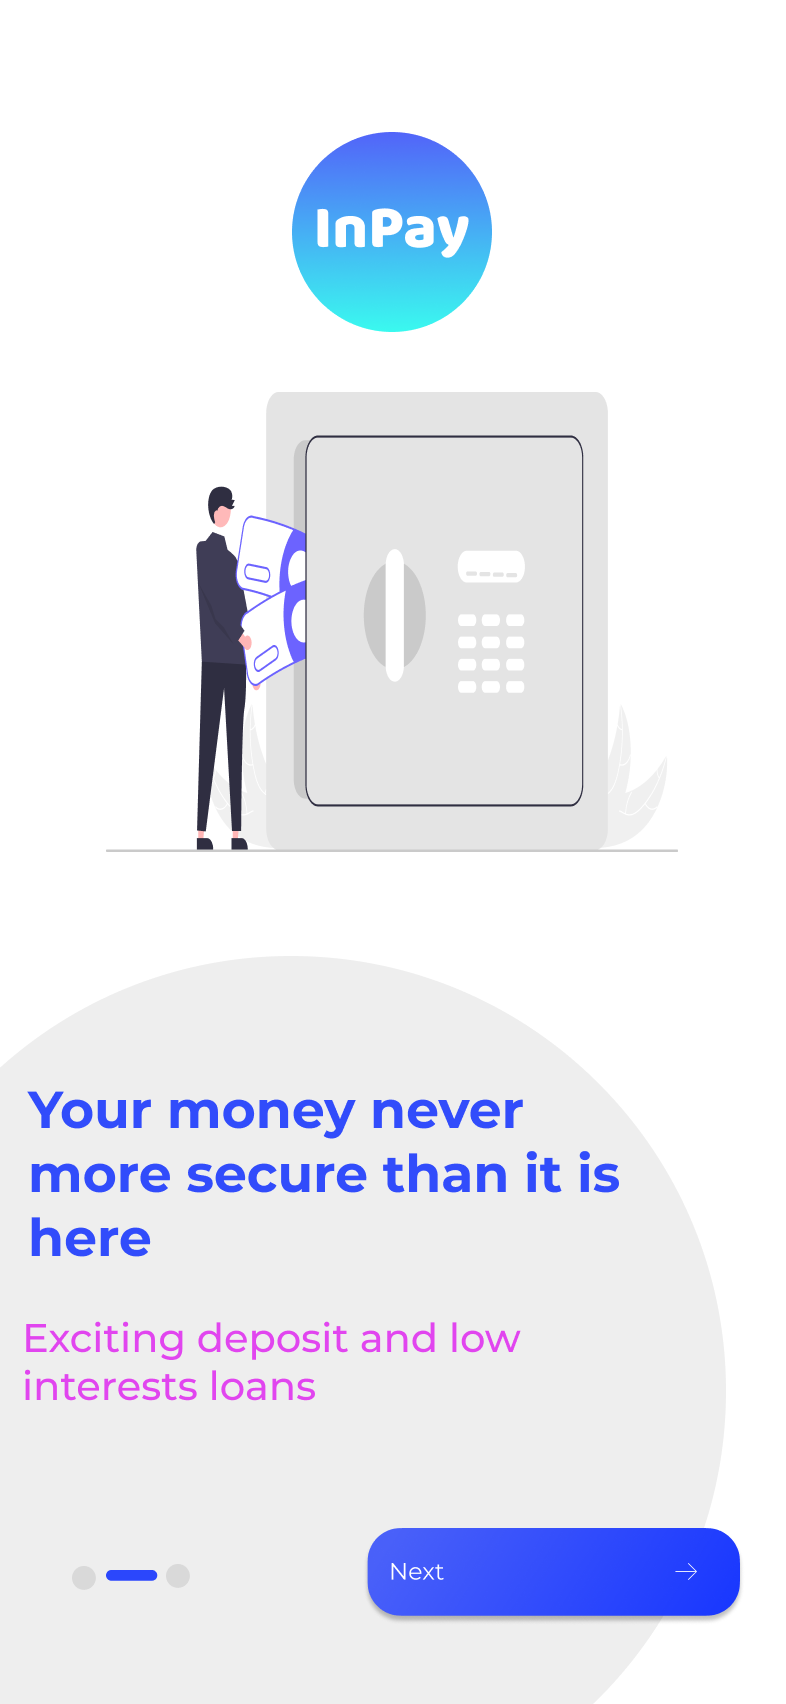 InPay
Your money never
more secure than it is
here
Exciting deposit and low
interests loans
Next